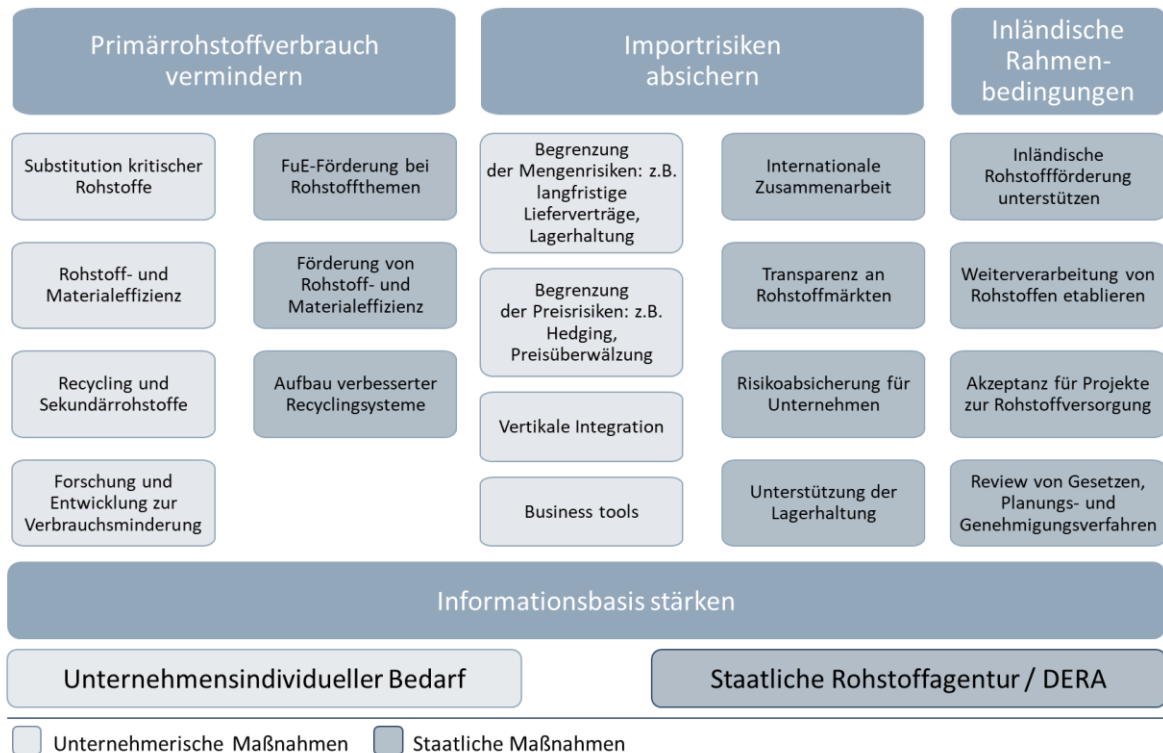 Primärrohstoffverbrauch
vermindern
Importrisiken
absichern
Inländische
Rahmen-
bedingungen
Substitution kritischer
Rohstoffe
Rohstoff- und
Materialeffizienz
Recycling und
Sekundärrohstoffe
Forschung und
Entwicklung zur
Verbrauchsminderung
FuE-Förderung bei
Rohstoffthemen
Förderung von
Rohstoff- und
Materialeffizienz
Aufbau verbesserter
Recyclingsysteme
Begrenzung
der Mengenrisiken: z.B.
langfristige
Lieferverträge,
Lagerhaltung
Begrenzung
der Preisrisiken: z.B.
Hedging,
Preisüberwälzung
Vertikale Integration
Business tools
Internationale
Zusammenarbeit
Transparenz an
Rohstoffmärkten
Risikoabsicherung für
Unternehmen
Unterstützung der
Lagerhaltung
Inländische
Rohstoffförderung
unterstützen
Weiterverarbeitung von
Rohstoffen etablieren
Akzeptanz für Projekte
zur Rohstoffversorgung
Review von Gesetzen,
Planungs- und
Genehmigungsverfahren
Informationsbasis stärken
Unternehmensindividueller Bedarf
Staatliche Rohstoffagentur / DERA
Unternehmerische Maßnahmen
Staatliche Maßnahmen